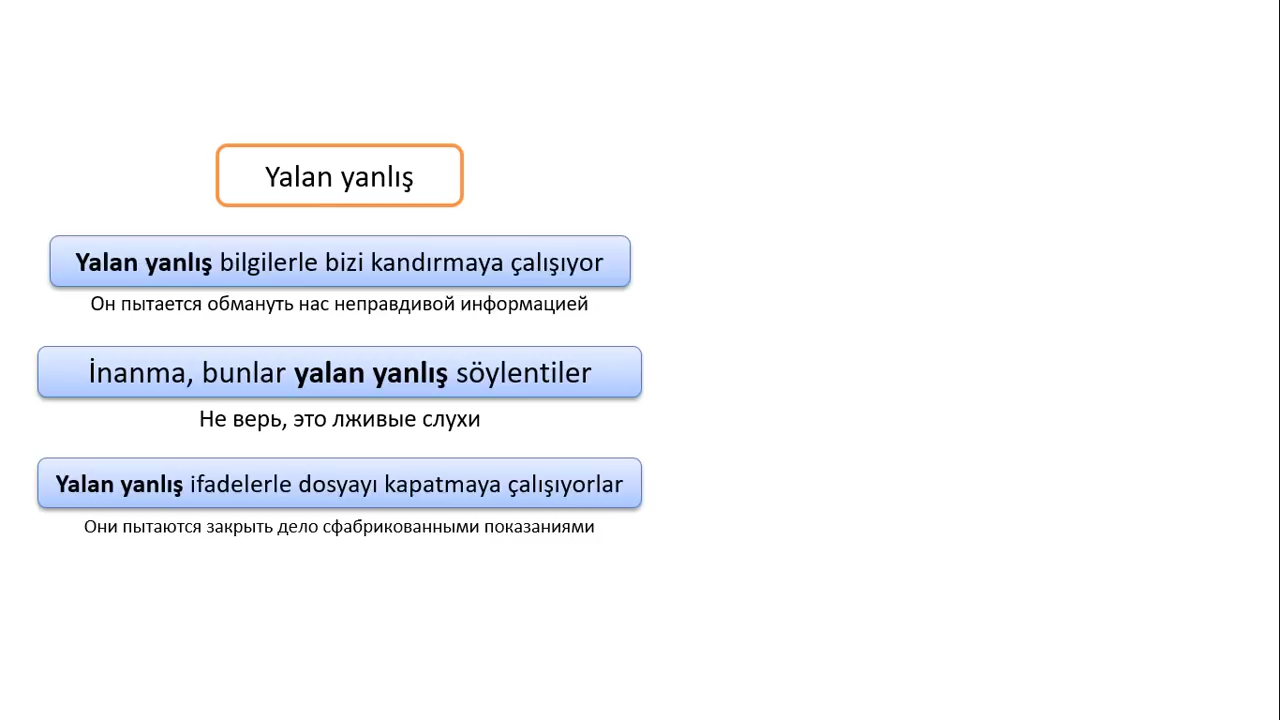 Yalan yanlış
Yalan yanlış bilgilerle bizi kandırmaya çalışıyor
Он пытается обмануть нас неправдивой информацией
İnanma, bunlar yalan yanlış söylentiler
Не верь, это лживые слухи
Yalan yanlış ifadelerle dosyayı kapatmaya çalışıyorlar
Они пытаются закрыть дело сфабрикованными показаниями